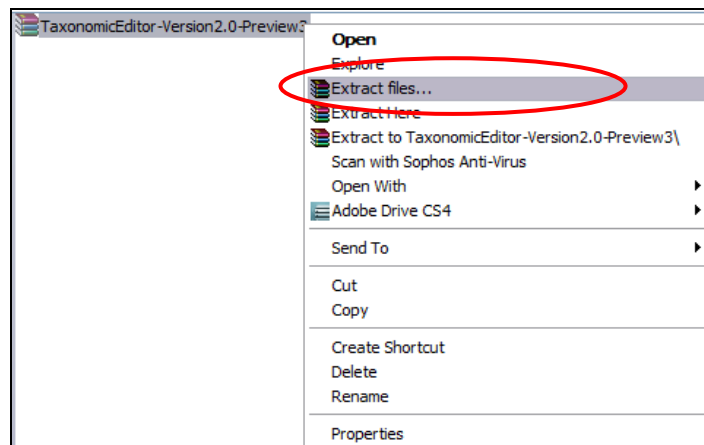 TaxonomicEditor-Version2.0-Preview3
Open
Explore
Extract files...
Extract Here
Extract to TaxonomicEditor-Version2.0-Preview3\
Scan with Sophos Anti-Virus
Open With
Adobe Drive CS4
Send To
Cut
Copy
Create Shortcut
Delete
Rename
Properties